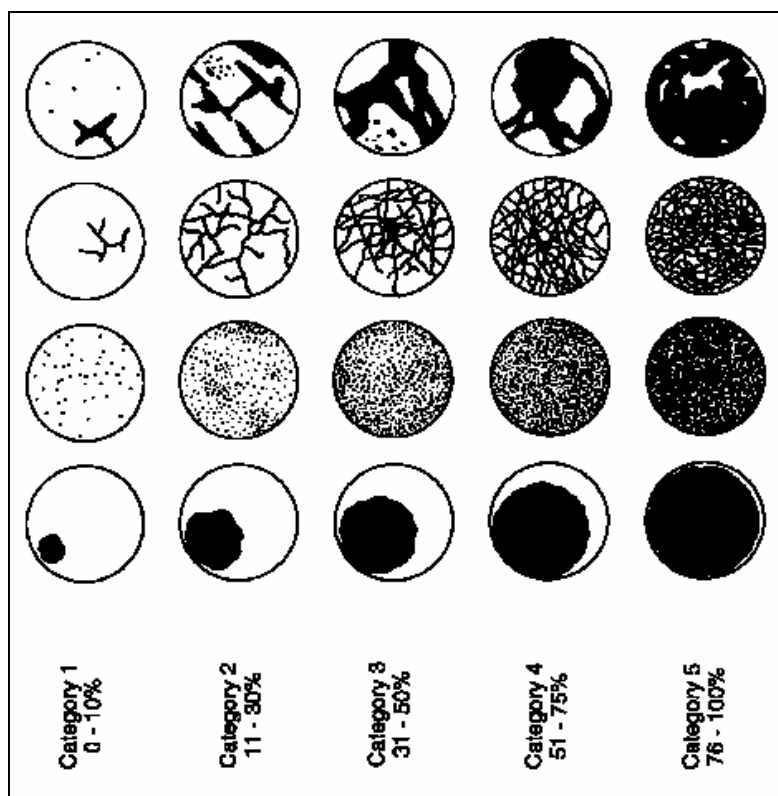 Category 1
0 - 10%
Category 2
11 - 30%
Category 3
31 - 50%
Category 4
51 - 75%
Category 5
76 - 100%